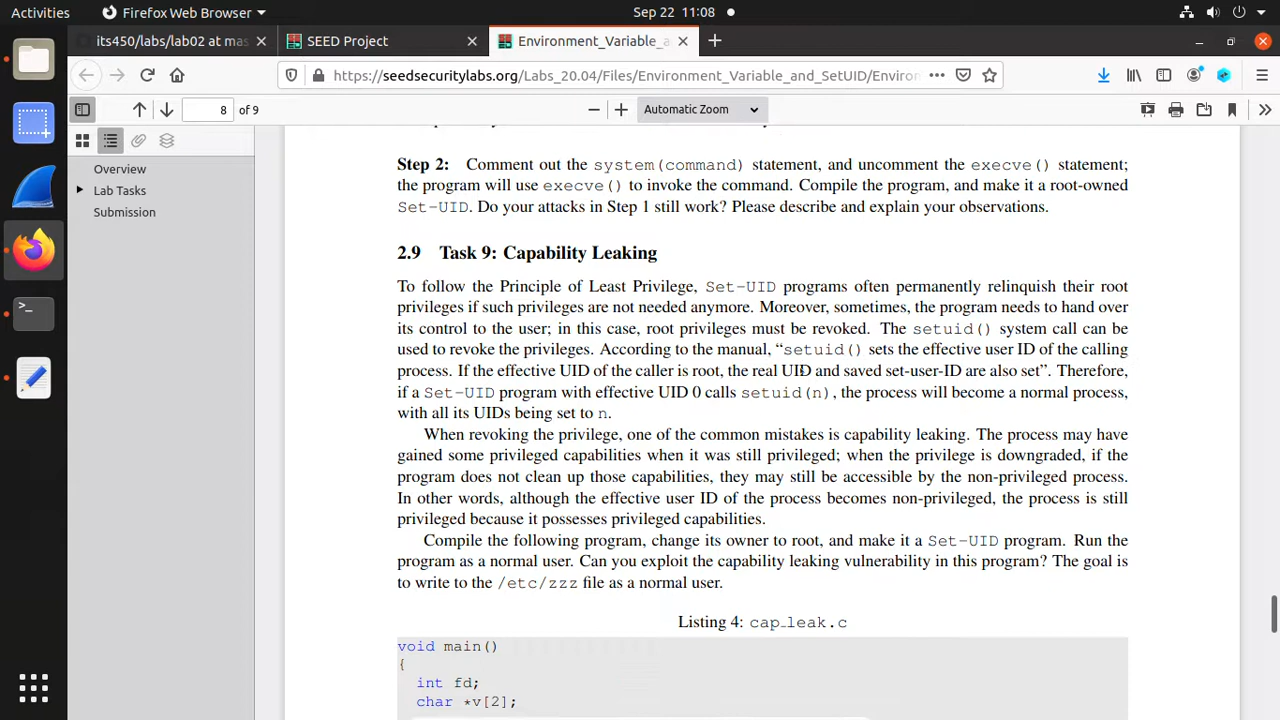 Activities Firefox Web Browser Sep 22 11:08
its450/labs/lab02 at mas SEED Project Environment_Variable_a
https://seedsecuritylabs.org/Labs_20.04/Files/Environment_Variable_and_SetUID/Enviro
8 of 9 Automatic Zoom
Overview
Lab Tasks
Submission
Step 2: Comment out the system(command) statement, and uncomment the execve() statement;
the program will use execve() to invoke the command. Compile the program, and make it a root-owned
Set-UID. Do your attacks in Step 1 still work? Please describe and explain your observations.
2.9 Task 9: Capability Leaking
To follow the Principle of Least Privilege, Set-UID programs often permanently relinquish their root
privileges if such privileges are not needed anymore. Moreover, sometimes, the program needs to hand over
its control to the user; in this case, root privileges must be revoked. The setuid() system call can be
used to revoke the privileges. According to the manual, “setuid() sets the effective user ID of the calling
process. If the effective UID of the caller is root, the real UID and saved set-user-ID are also set”. Therefore,
if a Set-UID program with effective UID 0 calls setuid(n), the process will become a normal process,
with all its UIDs being set to n.
When revoking the privilege, one of the common mistakes is capability leaking. The process may have
gained some privileged capabilities when it was still privileged; when the privilege is downgraded, if the
program does not clean up those capabilities, they may still be accessible by the non-privileged process.
In other words, although the effective user ID of the process becomes non-privileged, the process is still
privileged because it possesses privileged capabilities.
Compile the following program, change its owner to root, and make it a Set-UID program. Run the
program as a normal user. Can you exploit the capability leaking vulnerability in this program? The goal is
to write to the /etc/zzz file as a normal user.
Listing 4: cap_leak.c
void main()
{
int fd;
char *v[2];